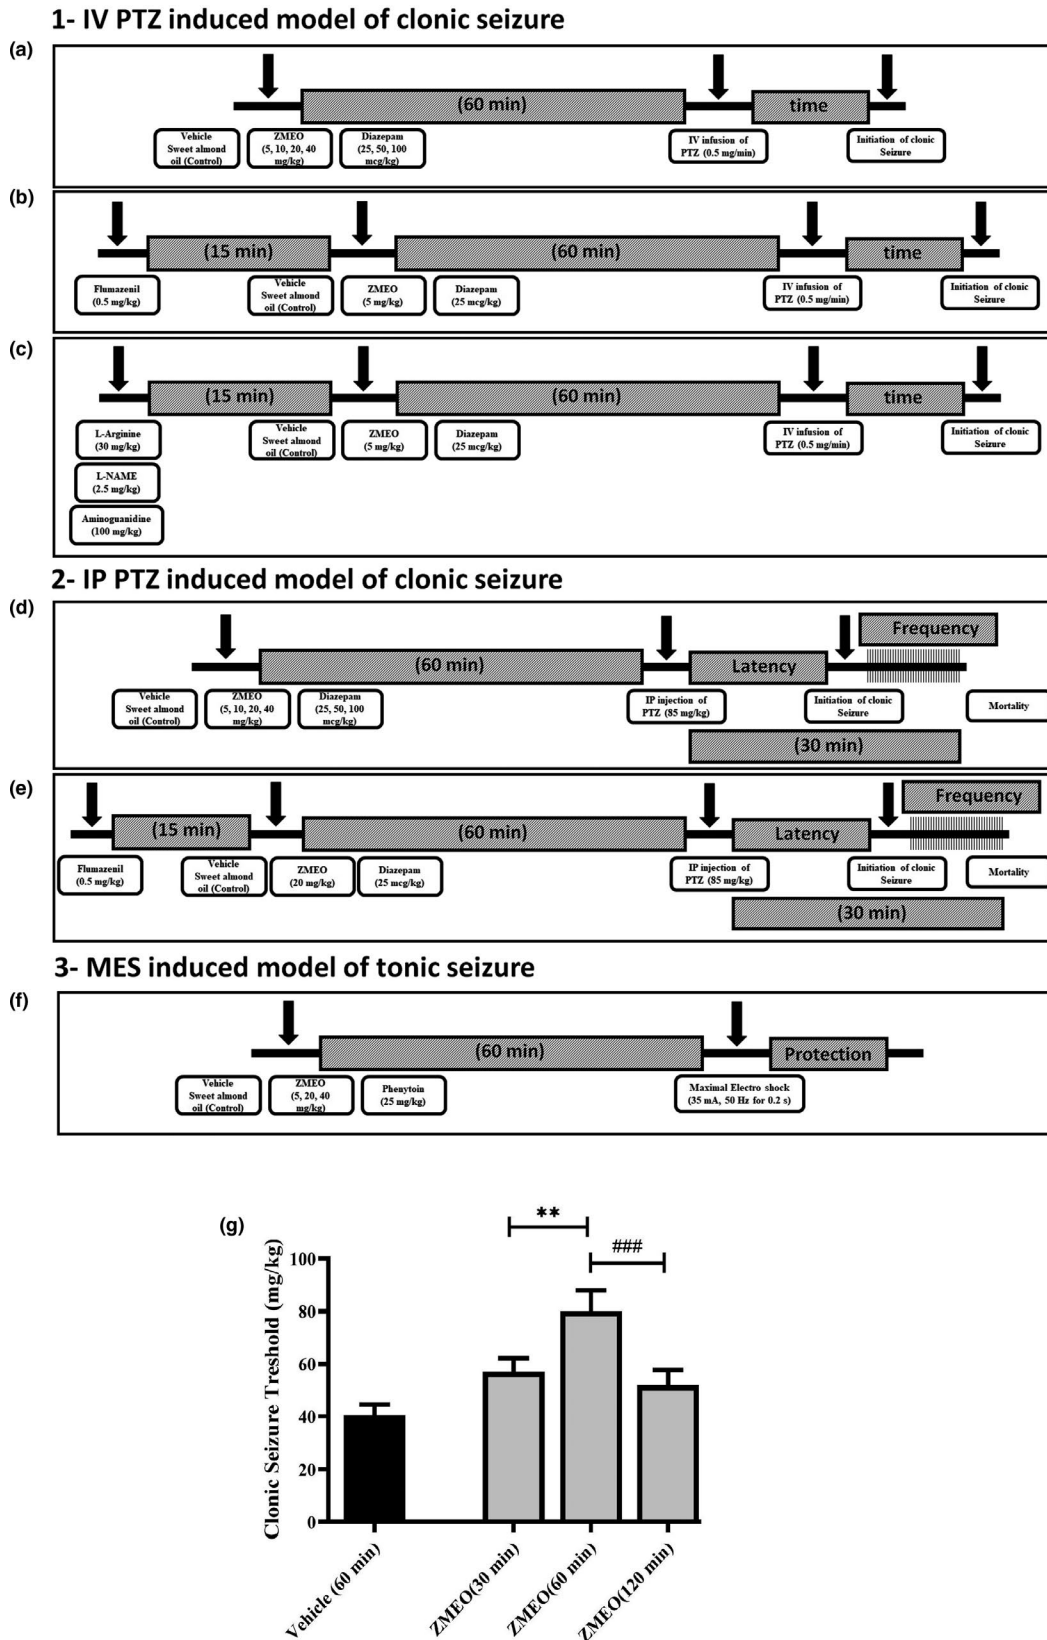 1- IV PTZ induced model of clonic seizure
(a)
(60 min)
time
Vehicle
Sweet almond
oil (Control)
ZMEO
(5, 10, 20, 40
mg/kg)
Diazepam
(25, 50, 100
mcg/kg)
IV infusion of
PTZ (0.5 mg/min)
Initiation of clonic
Seizure
(b)
(15 min)
(60 min)
time
Flumazenil
(0.5 mg/kg)
Vehicle
Sweet almond
oil (Control)
ZMEO
(5 mg/kg)
Diazepam
(25 mcg/kg)
IV infusion of
PTZ (0.5 mg/min)
Initiation of clonic
Seizure
(c)
(15 min)
(60 min)
time
L-Arginine
(30 mg/kg)
L-NAME
(2.5 mg/kg)
Aminoguanidine
(100 mg/kg)
Vehicle
Sweet almond
oil (Control)
ZMEO
(5 mg/kg)
Diazepam
(25 mcg/kg)
IV infusion of
PTZ (0.5 mg/min)
Initiation of clonic
Seizure
2- IP PTZ induced model of clonic seizure
(d)
Frequency
(60 min)
Latency
Vehicle
Sweet almond
oil (Control)
ZMEO
(5, 10, 20, 40
mg/kg)
Diazepam
(25, 50, 100
mcg/kg)
IP injection of
PTZ (85 mg/kg)
Initiation of clonic
Seizure
Mortality
(30 min)
(e)
Frequency
(15 min)
(60 min)
Latency
Flumazenil
(0.5 mg/kg)
Vehicle
Sweet almond
oil (Control)
ZMEO
(20 mg/kg)
Diazepam
(25 mcg/kg)
IP injection of
PTZ (85 mg/kg)
Initiation of clonic
Seizure
Mortality
(30 min)
3- MES induced model of tonic seizure
(f)
(60 min)
Protection
Vehicle
Sweet almond
oil (Control)
ZMEO
(5, 20, 40
mg/kg)
Phenytoin
(25 mg/kg)
Maximal Electro shock
(35 mA, 50 Hz for 0.2 s)
(g)
**
###
Clonic Seizure Treshold (mg/kg)
100
80
60
40
20
0
Vehicle (60 min)
ZMEO(30 min)
ZMEO(60 min)
ZMEO(120 min)